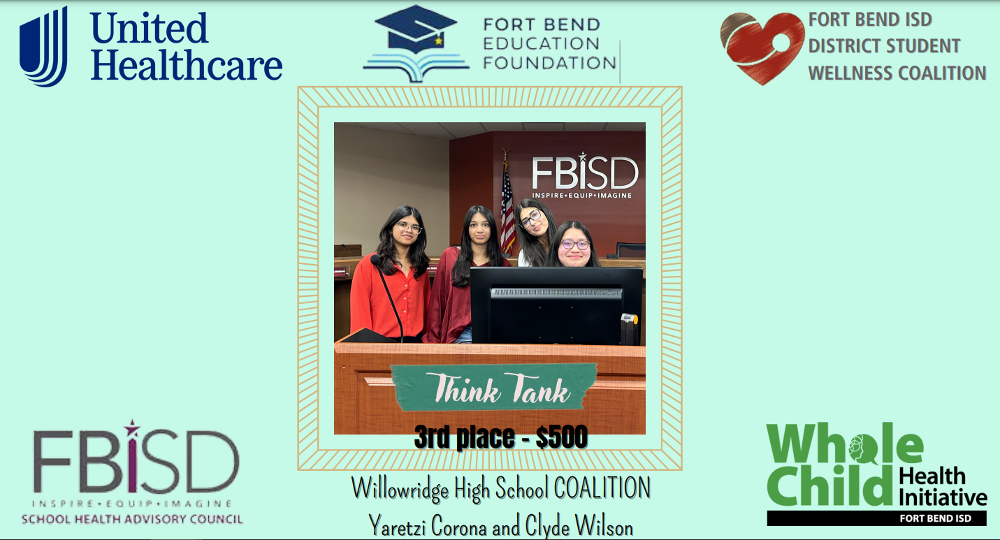 United
Healthcare
FORT BEND
EDUCATION
FOUNDATION
FORT BEND ISD
DISTRICT STUDENT
WELLNESS COALITION
FBISD
INSPIRE•EQUIP•IMAGINE
Think Tank
3rd place - $500
Willowridge High School COALITION
Yaretzi Corona and Clyde Wilson
FBISD
INSPIRE•EQUIP•IMAGINE
SCHOOL HEALTH ADVISORY COUNCIL
Whole
Child
Health
Initiative
FORT BEND ISD